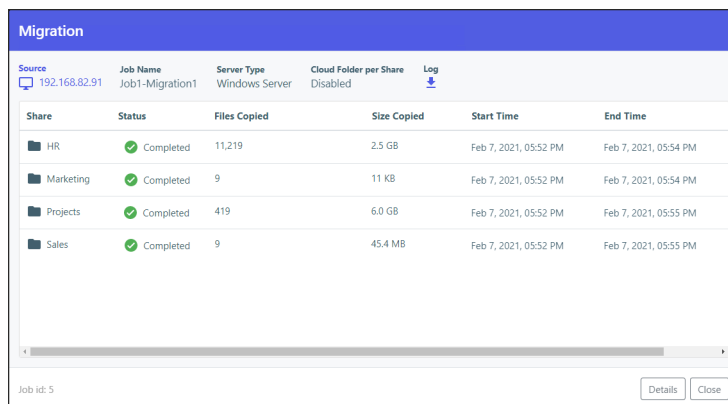 Migration
Source Job Name Server Type Cloud Folder per Share Log
192.168.82.91 Job1-Migration1 Windows Server Disabled
Share Status Files Copied Size Copied Start Time End Time
HR Completed 11,219 2.5 GB Feb 7, 2021, 05:52 PM Feb 7, 2021, 05:54 PM
Marketing Completed 9 11 KB Feb 7, 2021, 05:52 PM Feb 7, 2021, 05:54 PM
Projects Completed 419 6.0 GB Feb 7, 2021, 05:52 PM Feb 7, 2021, 05:55 PM
Sales Completed 9 45.4 MB Feb 7, 2021, 05:52 PM Feb 7, 2021, 05:55 PM
Job id: 5 Details Close